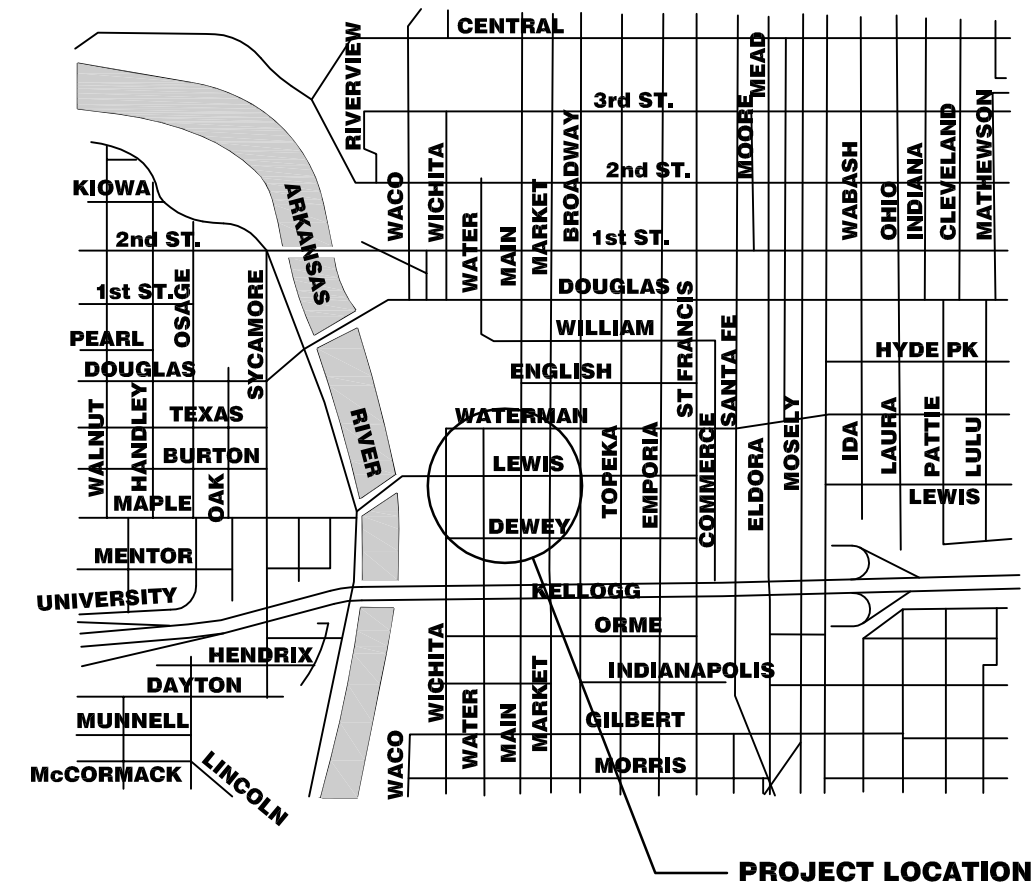 CENTRAL
RIVERVIEW
MEAD
3rd ST.
MOORE
MATHEWSON
CLEVELAND
INDIANA
OHIO
WABASH
2nd ST.
BROADWAY
MARKET
MAIN
WATER
WICHITA
WACO
KIOWA
ARKANSAS
2nd ST.
1st ST.
1st ST.
OSAGE
SYCAMORE
DOUGLAS
PEARL
WILLIAM
ST FRANCIS
SANTA FE
HYDE PK
DOUGLAS
ENGLISH
WALNUT
HANDLEY
TEXAS
RIVER
WATERMAN
COMMERCE
MOSELY
IDA
LAURA
PATTIE
LULU
BURTON
LEWIS
TOPEKA
EMPORIA
ELDORA
MAPLE
OAK
LEWIS
DEWEY
MENTOR
UNIVERSITY
KELLOGG
ORME
HENDRIX
WICHITA
INDIANAPOLIS
DAYTON
WATER
MAIN
MARKET
MUNNELL
GILBERT
WACO
McCORMACK
LINCOLN
MORRIS
PROJECT LOCATION